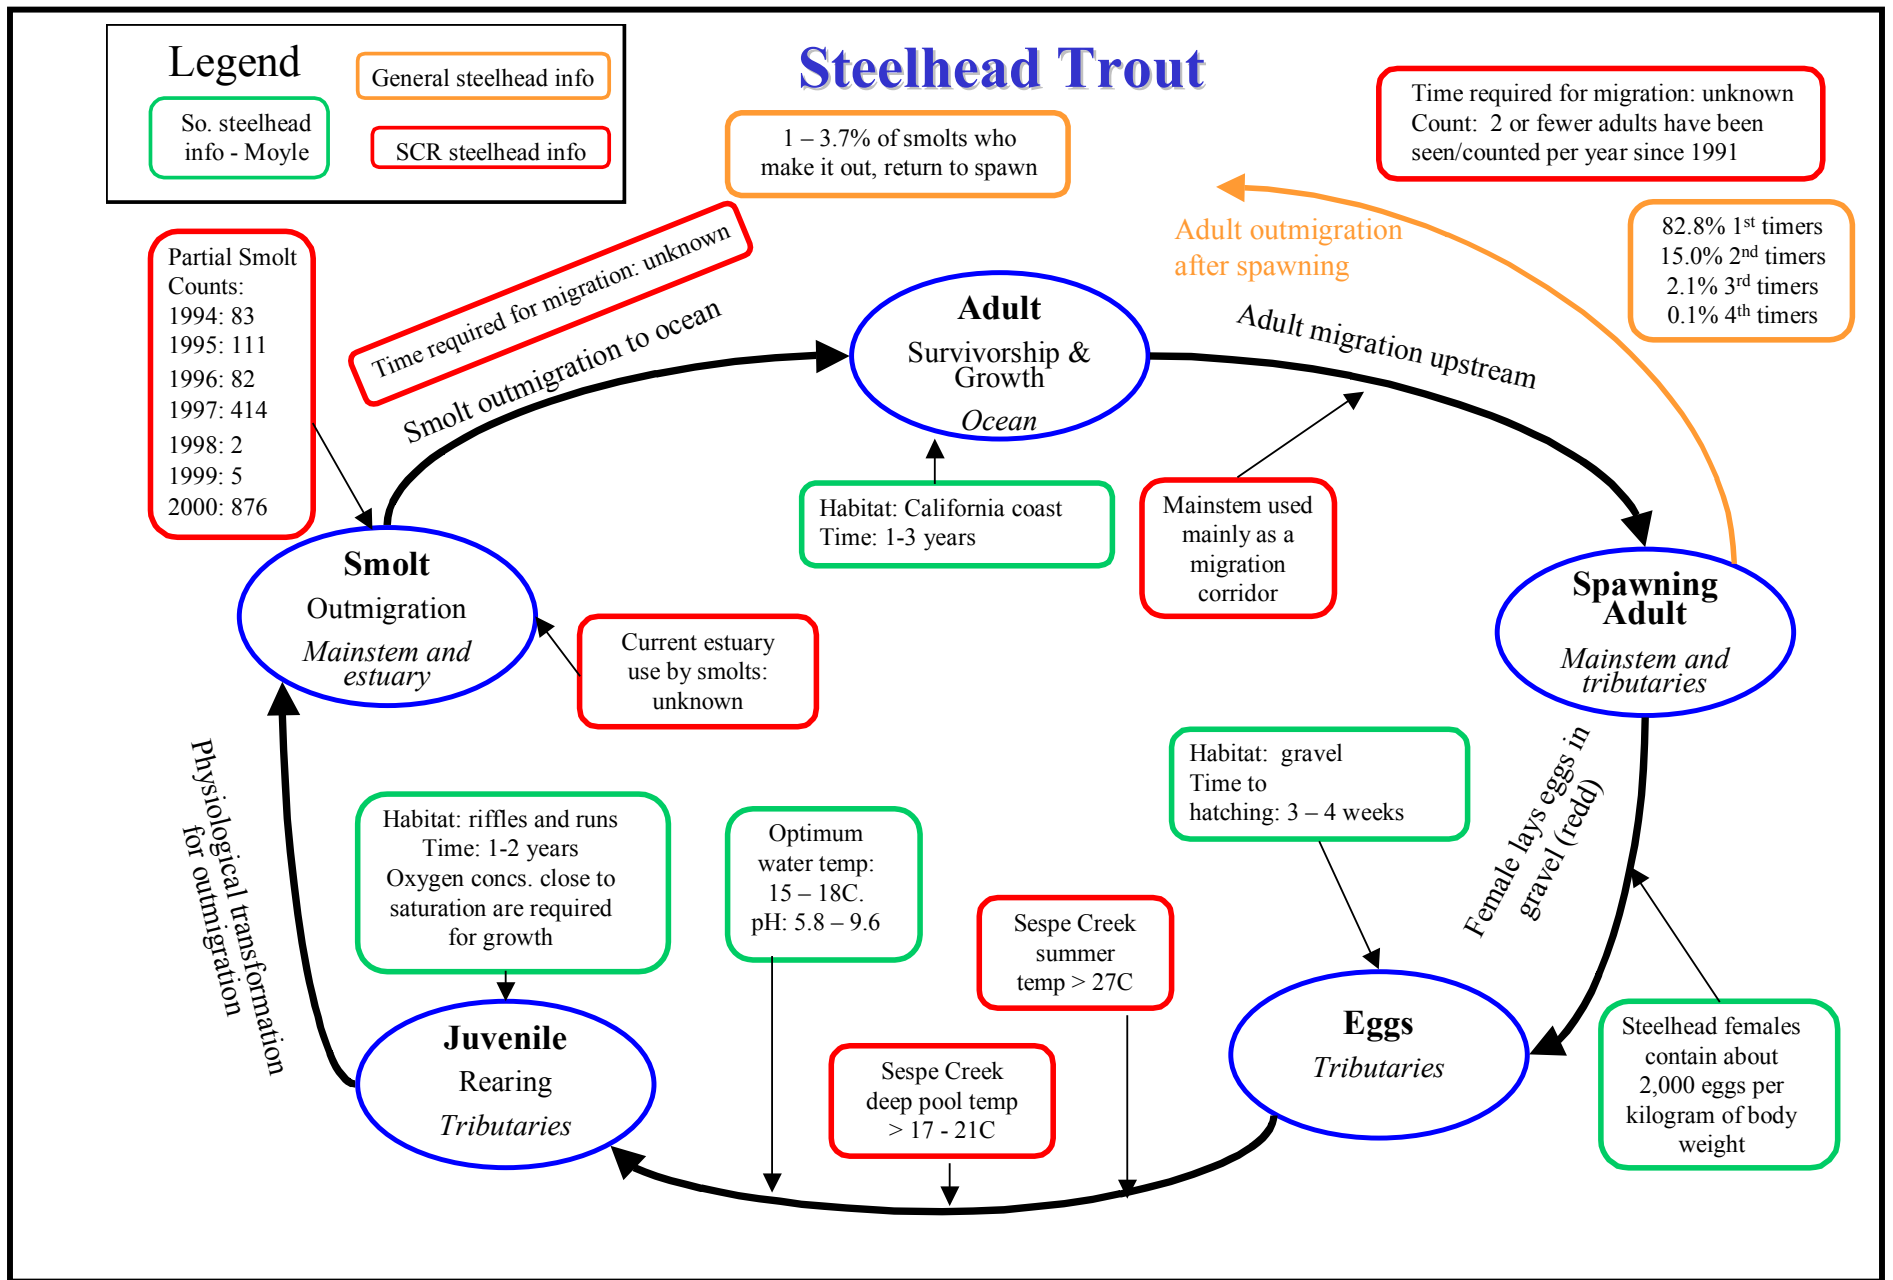 Steelhead Trout
Legend
General steelhead info
So. steelhead
info - Moyle
SCR steelhead info
1 – 3.7% of smolts who
make it out, return to spawn
Time required for migration: unknown
Count:  2 or fewer adults have been
seen/counted per year since 1991
82.8% 1st timers
15.0% 2nd timers
2.1% 3rd timers
0.1% 4th timers
Adult outmigration
after spawning
Partial Smolt
Counts:
1994: 83
1995: 111
1996: 82
1997: 414
1998: 2
1999: 5
2000: 876
Time required for migration: unknown
Smolt outmigration to ocean
Adult
Survivorship &
Growth
Ocean
Adult migration upstream
Habitat: California coast
Time: 1-3 years
Mainstem used
mainly as a
migration
corridor
Smolt
Outmigration
Mainstem and
estuary
Current estuary
use by smolts:
unknown
Spawning
Adult
Mainstem and
tributaries
Physiological transformation
for outmigration
Habitat: riffles and runs
Time: 1-2 years
Oxygen concs. close to
saturation are required
for growth
Optimum
water temp:
15 – 18C.
pH: 5.8 – 9.6
Habitat:  gravel
Time to
hatching: 3 – 4 weeks
Female lays eggs in
gravel (redd)
Sespe Creek
summer
temp > 27C
Juvenile
Rearing
Tributaries
Sespe Creek
deep pool temp
> 17 - 21C
Eggs
Tributaries
Steelhead females
contain about
2,000 eggs per
kilogram of body
weight